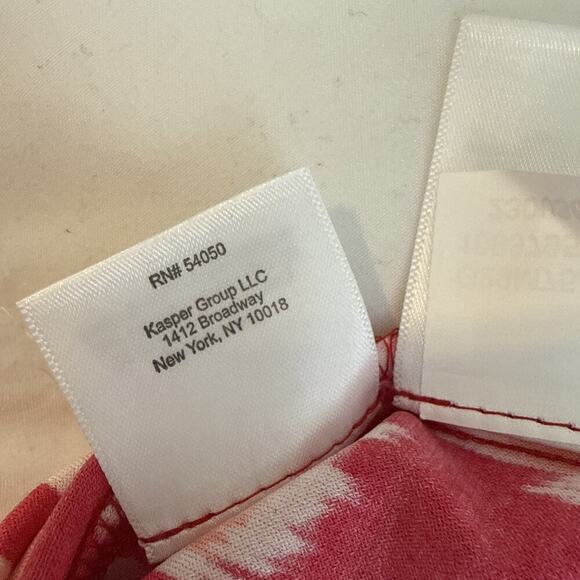 RN# 54050
Kasper Group LLC
1412 Broadway
New York, NY 10018